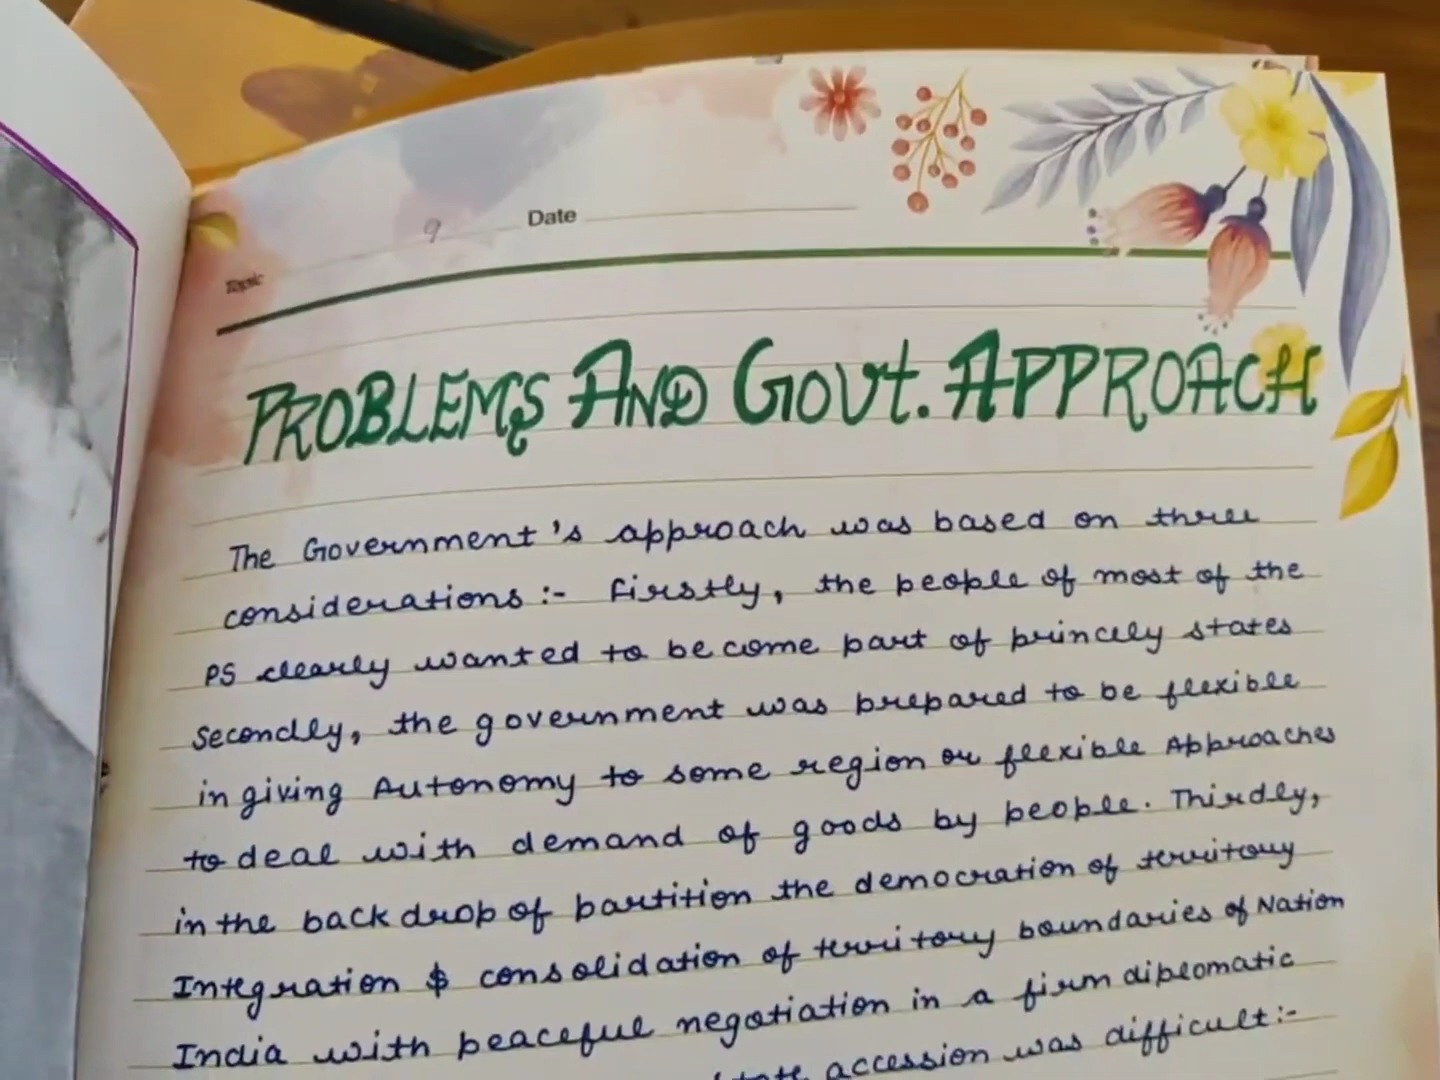 9 Date
Topic
PROBLEMS AND GOVT. APPROACH
The Government's approach was based on three
considerations :- firstly, the people of most of the
PS clearly wanted to become part of princely states
Secondly, the government was prepared to be flexible
in giving Autonomy to some region or flexible Approaches
to deal with demand of goods by people. Thirdly,
in the back drop of partition the democration of territory
Integration $ consolidation of territory boundaries of Nation
India with peaceful negotiation in a firm diplomatic
accession was difficult:-